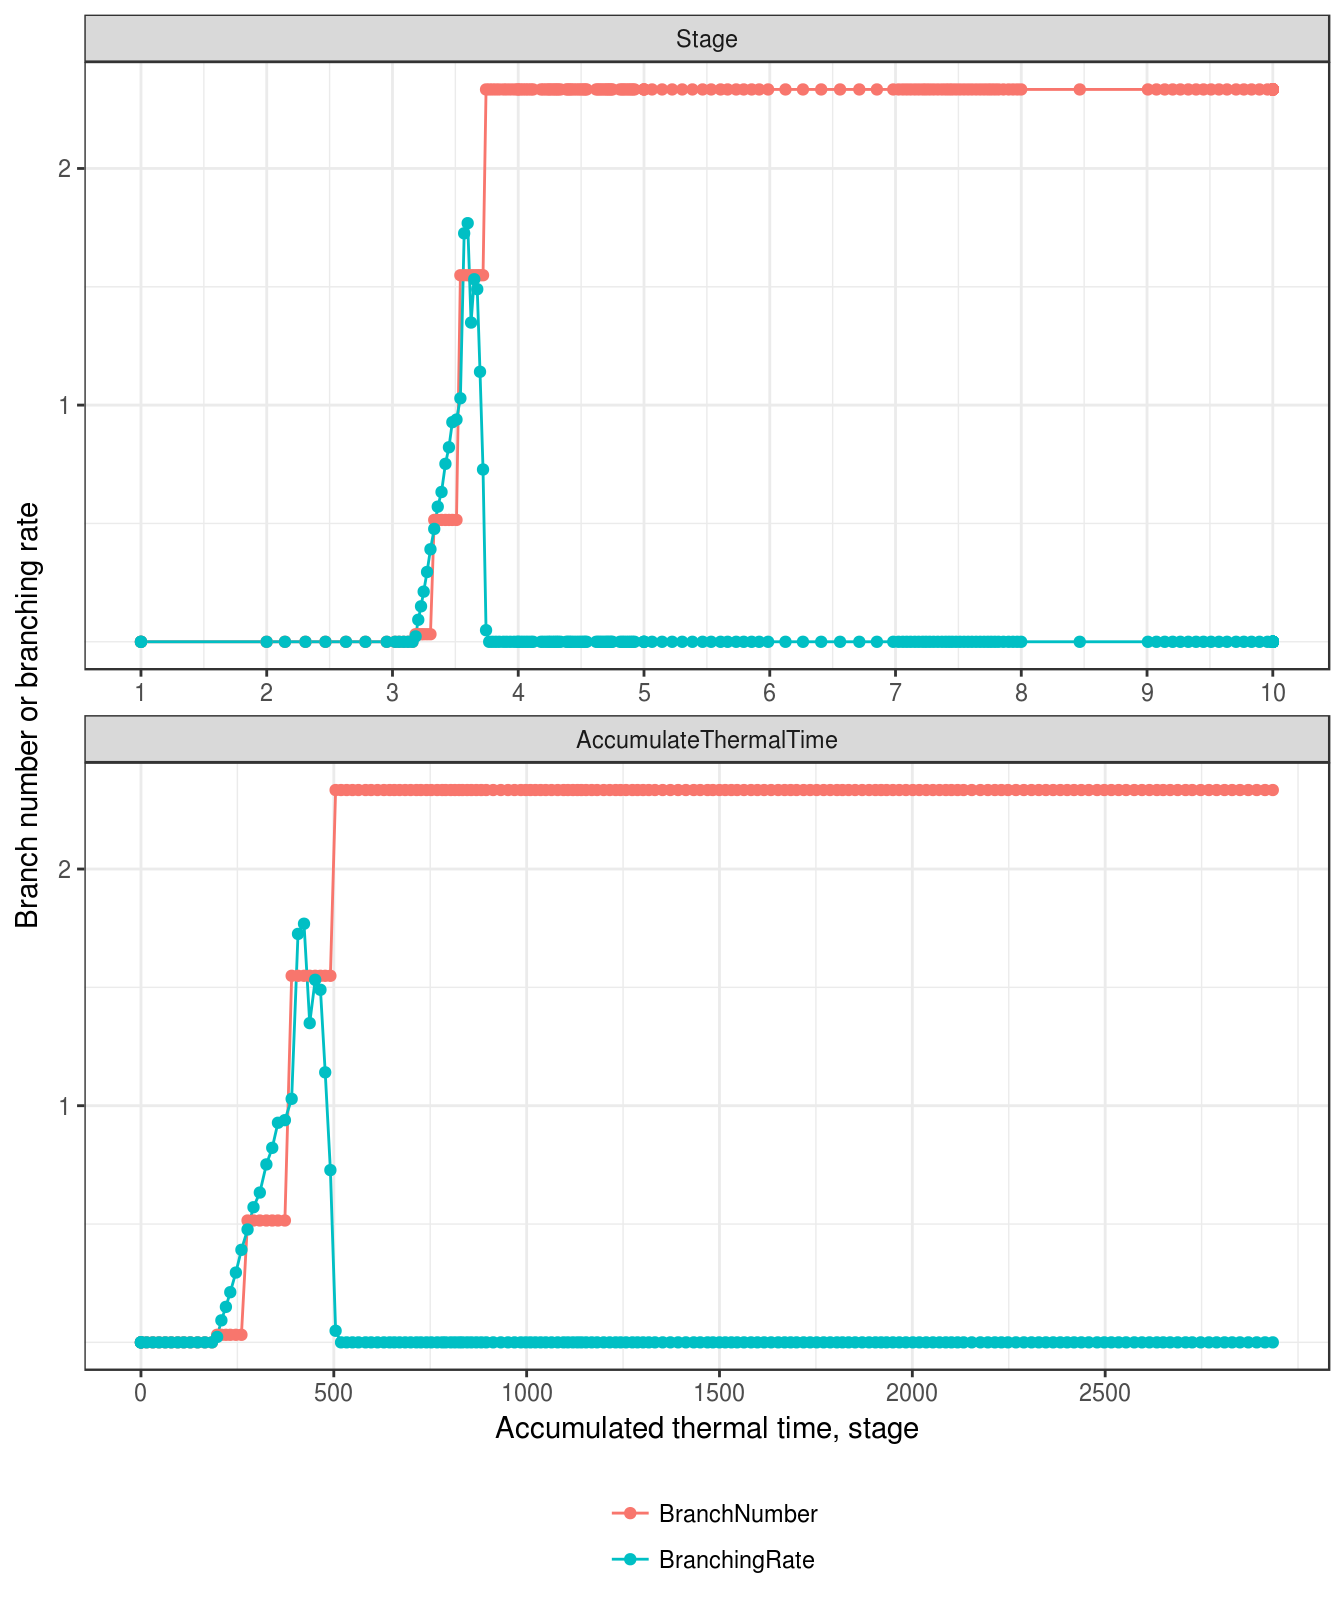 Stage
2
1
1 2 3 4 5 6 7 8 9 10
Branch number or branching rate
AccumulateThermalTime
2
1
0 500 1000 1500 2000 2500
Accumulated thermal time, stage
BranchNumber
BranchingRate